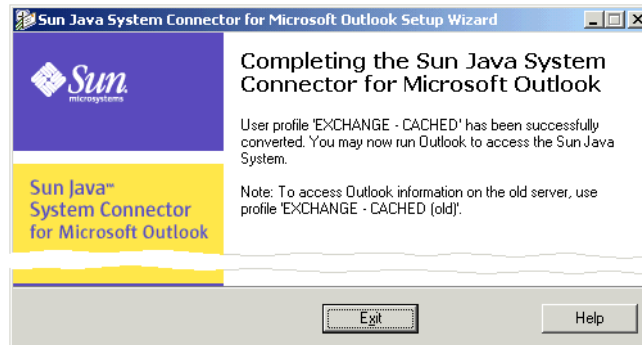 Sun Java System Connector for Microsoft Outlook Setup Wizard
Sun
microsystems
Completing the Sun Java System
Connector for Microsoft Outlook
User profile 'EXCHANGE - CACHED' has been successfully
converted. You may now run Outlook to access the Sun Java
System.
Note: To access Outlook information on the old server, use
profile 'EXCHANGE - CACHED (old)'.
Sun Java™
System Connector
for Microsoft Outlook
Exit
Help